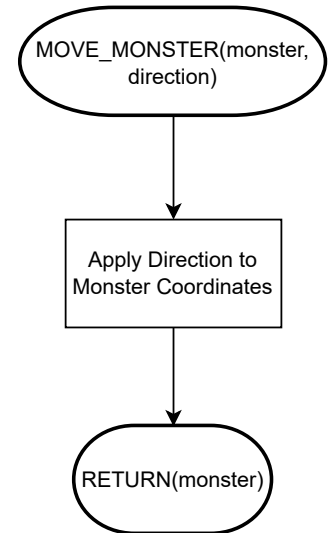 MOVE_MONSTER(monster,
direction)
Apply Direction to
Monster Coordinates
RETURN(monster)